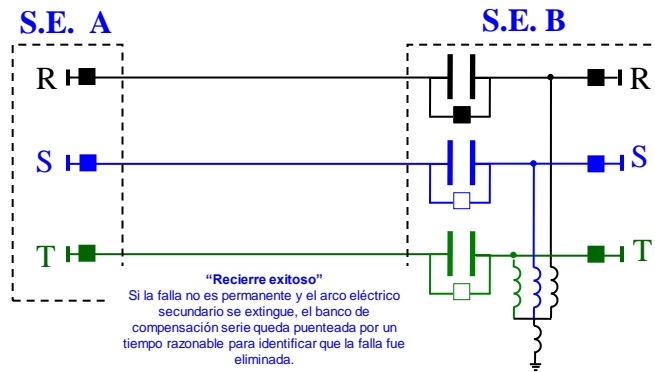 S.E. A
S.E. B
R
R
S
S
T
T
“Recierre exitoso”
Si la falla no es permanente y el arco eléctrico
secundario se extingue, el banco de
compensación serie queda puenteada por un
tiempo razonable para identificar que la falla fue
eliminada.